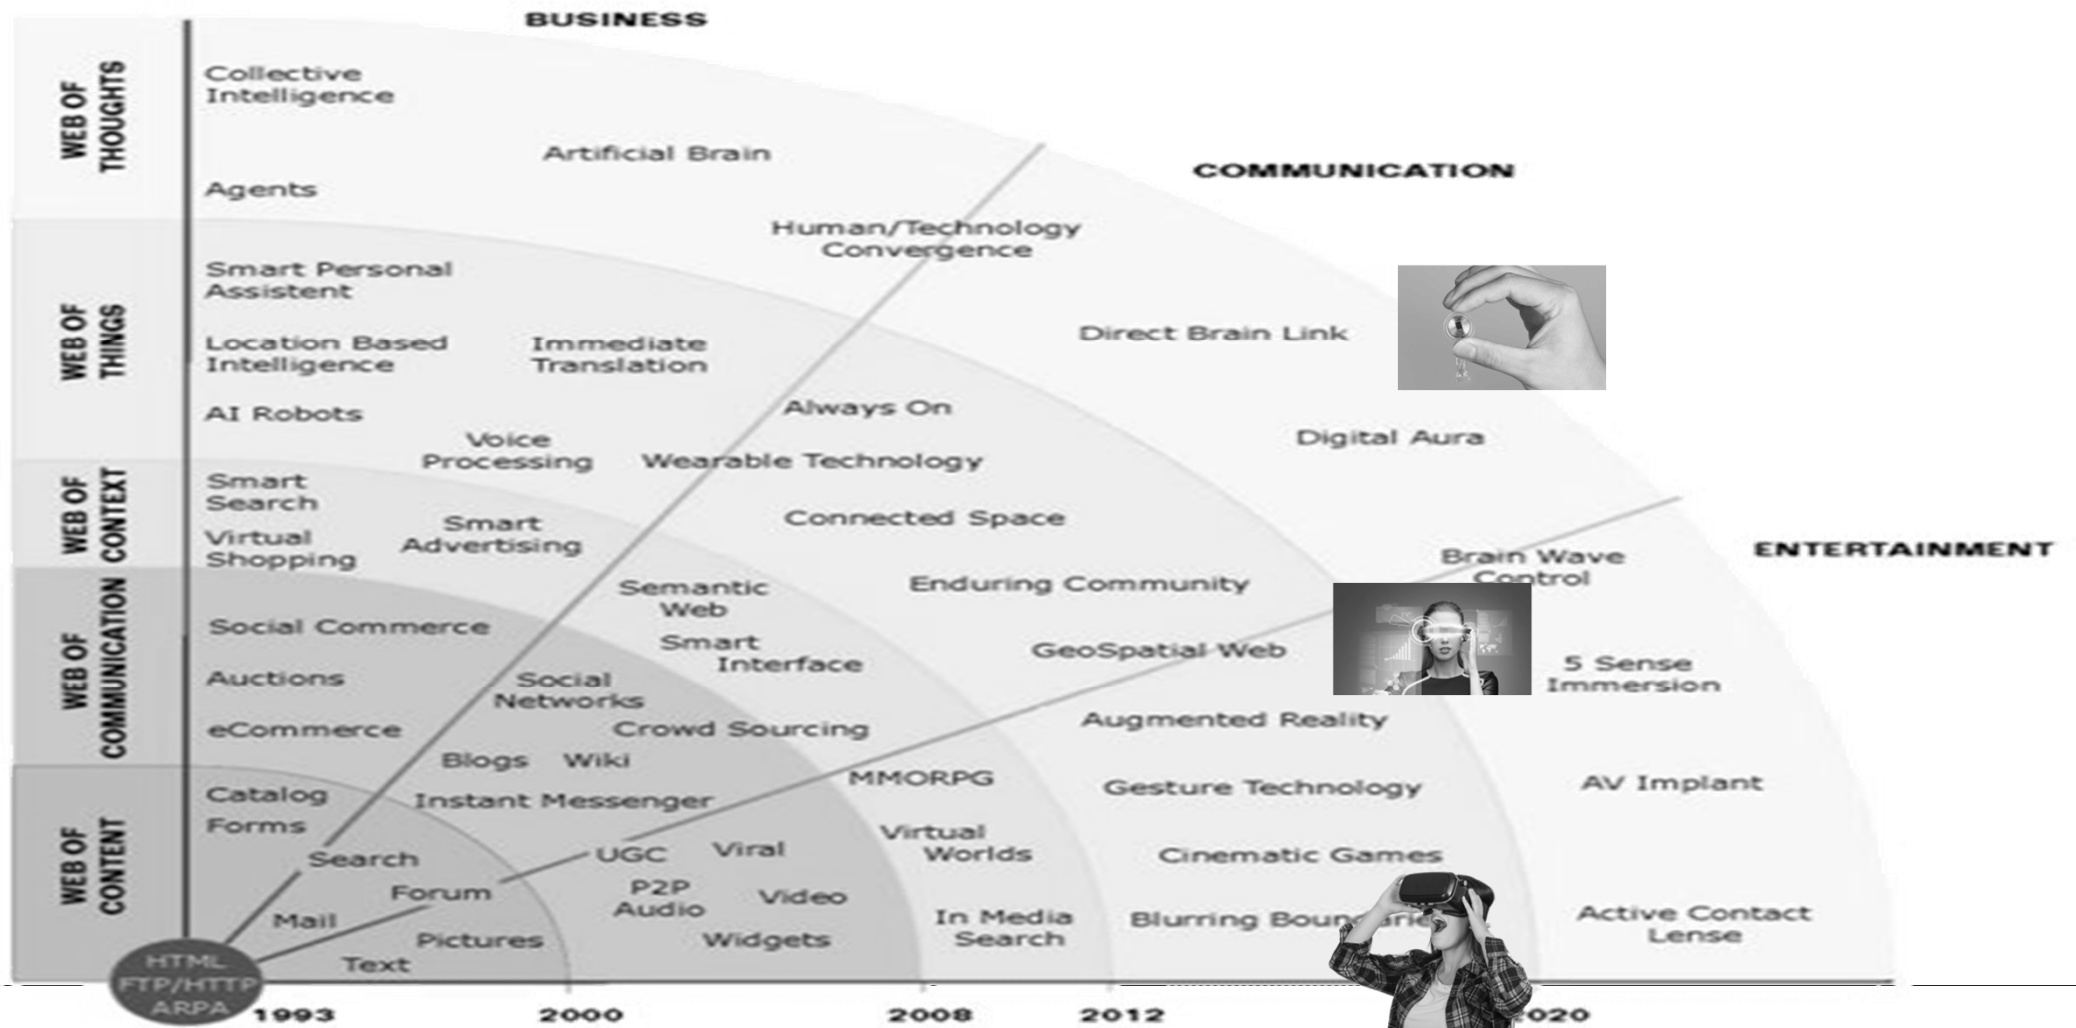 BUSINESS
WEB OF
THOUGHTS
Collective
Intelligence
Artificial Brain
Agents
COMMUNICATION
Human/Technology
Convergence
Direct Brain Link
Digital Aura
WEB OF
THINGS
Smart Personal
Assistent
Location Based
Intelligence
Immediate
Translation
AI Robots
Voice
Processing
Always On
Wearable Technology
Connected Space
Enduring Community
GeoSpatial Web
ENTERTAINMENT
Brain Wave
Control
5 Sense
Immersion
AV Implant
Active Contact
Lense
WEB OF
CONTEXT
Smart
Search
Virtual
Shopping
Smart
Advertising
Semantic
Web
Smart
Interface
Augmented Reality
Gesture Technology
Cinematic Games
Blurring
WEB OF
COMMUNICATION
Social Commerce
Auctions
eCommerce
Social
Networks
Crowd Sourcing
Blogs Wiki
Instant Messenger
MMORPG
Virtual
Worlds
In Media
Search
WEB OF
CONTENT
Catalog
Forms
Search
Forum
Mail
Pictures
Text
UGC Viral
P2P
Audio
Video
Widgets
HTML
FTP/HTTP
ARPA
1993 2000 2008 2012